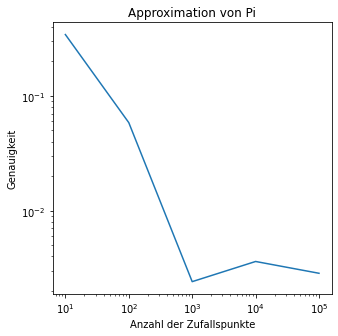 Approximation von Pi
Genauigkeit
10⁻¹
10⁻²
10¹ 10² 10³ 10⁴ 10⁵
Anzahl der Zufallspunkte